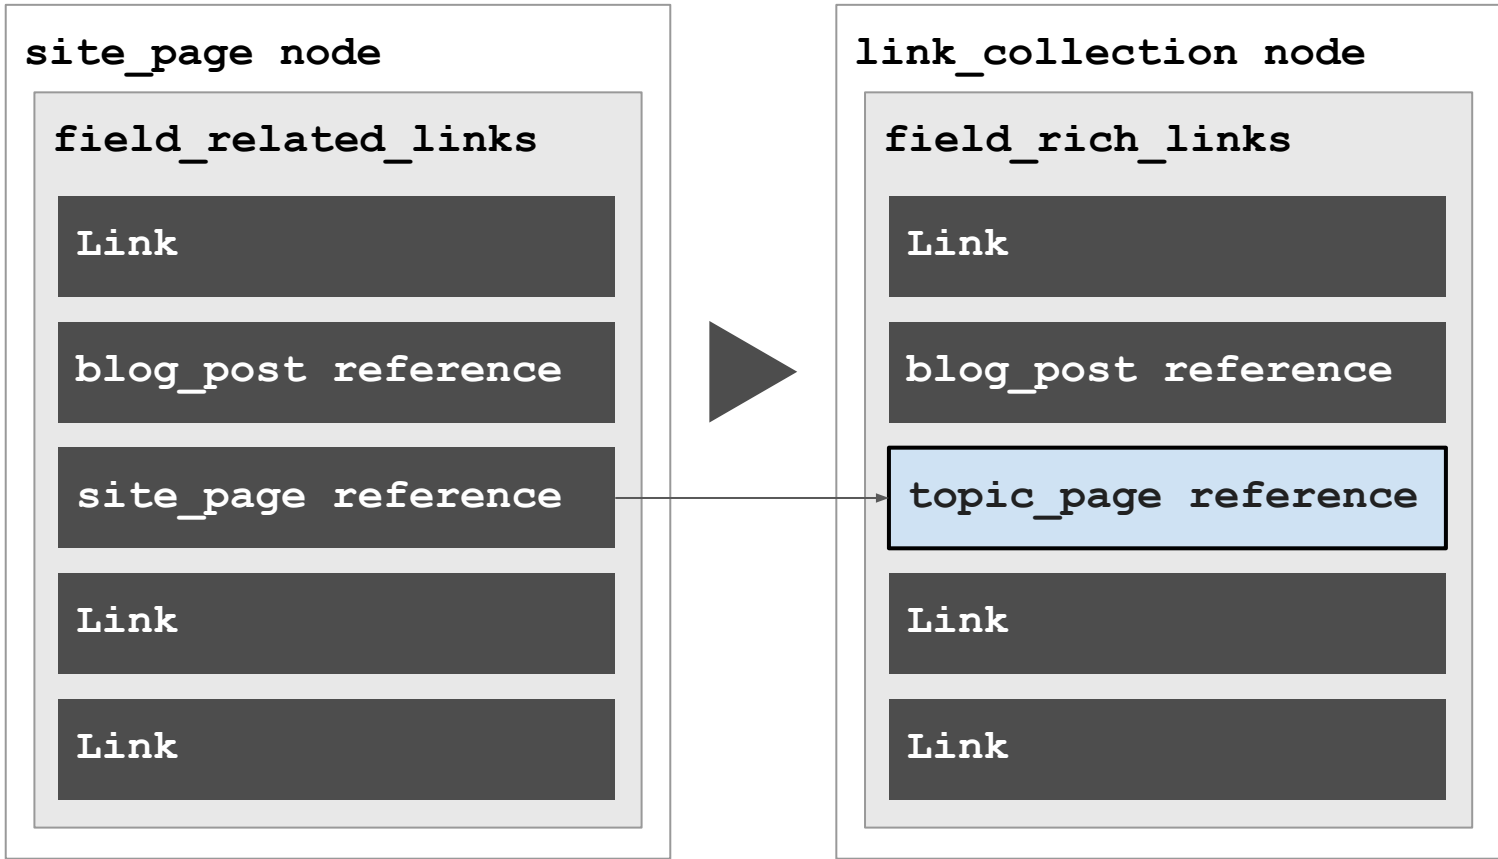 site_page node
field_related_links
Link
blog_post reference
site_page reference
Link
Link
link_collection node
field_rich_links
Link
blog_post reference
topic_page reference
Link
Link